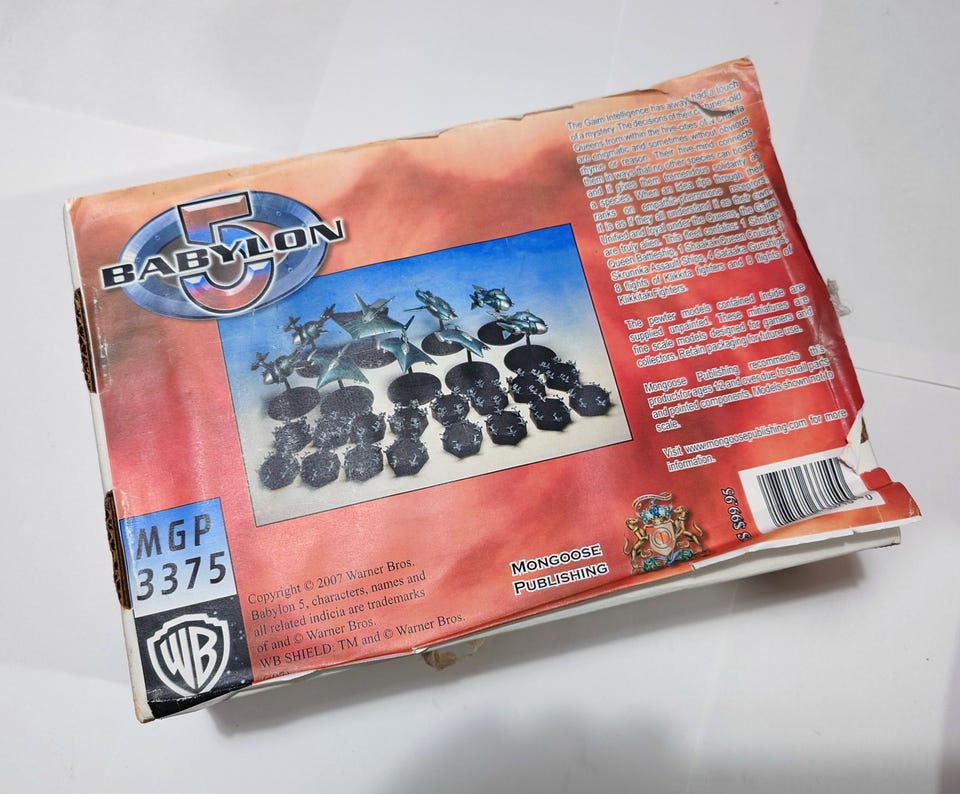 BABYLON 5
The Gaim Intelligence has always had a touch
of a mystery. The decisions of their centuries-old
Queens from within the hive-cities of
are enigmatic and sometimes without obvious
rhyme or reason. Their hive-mind connects
them in ways that no other species can boast
and it gives them tremendous solidarity as
a species. When an idea rips through their
ranks on empathic-pheromone receptors,
it is as if they all understand it as their own.
Unified and loyal under the Queens, the Gaim
are truly alien. This fleet contains: 1
Queen Battleship, 1 Shaakak Queen Cruiser, 3
Skrunnka Assault Ships, 4 Sataaka Gunships,
8 flights of Klikkita fighters and 8 flights of
Klikkitak Fighters.
The pewter models contained inside are
supplied unpainted. These miniatures are
fine scale models designed for gamers and
collectors. Retain packaging for future use.
Mongoose Publishing recommends this
product for ages 12 and over due to small parts
and pointed components. Models shown not to
scale.
Visit www.mongoosepublishing.com for more
information.
MGP
3375
WB
Copyright © 2007 Warner Bros.
Babylon 5, characters, names and
all related indicia are trademarks
of and © Warner Bros.
WB SHIELD: TM and © Warner Bros.
MONGOOSE
PUBLISHING
$99.95